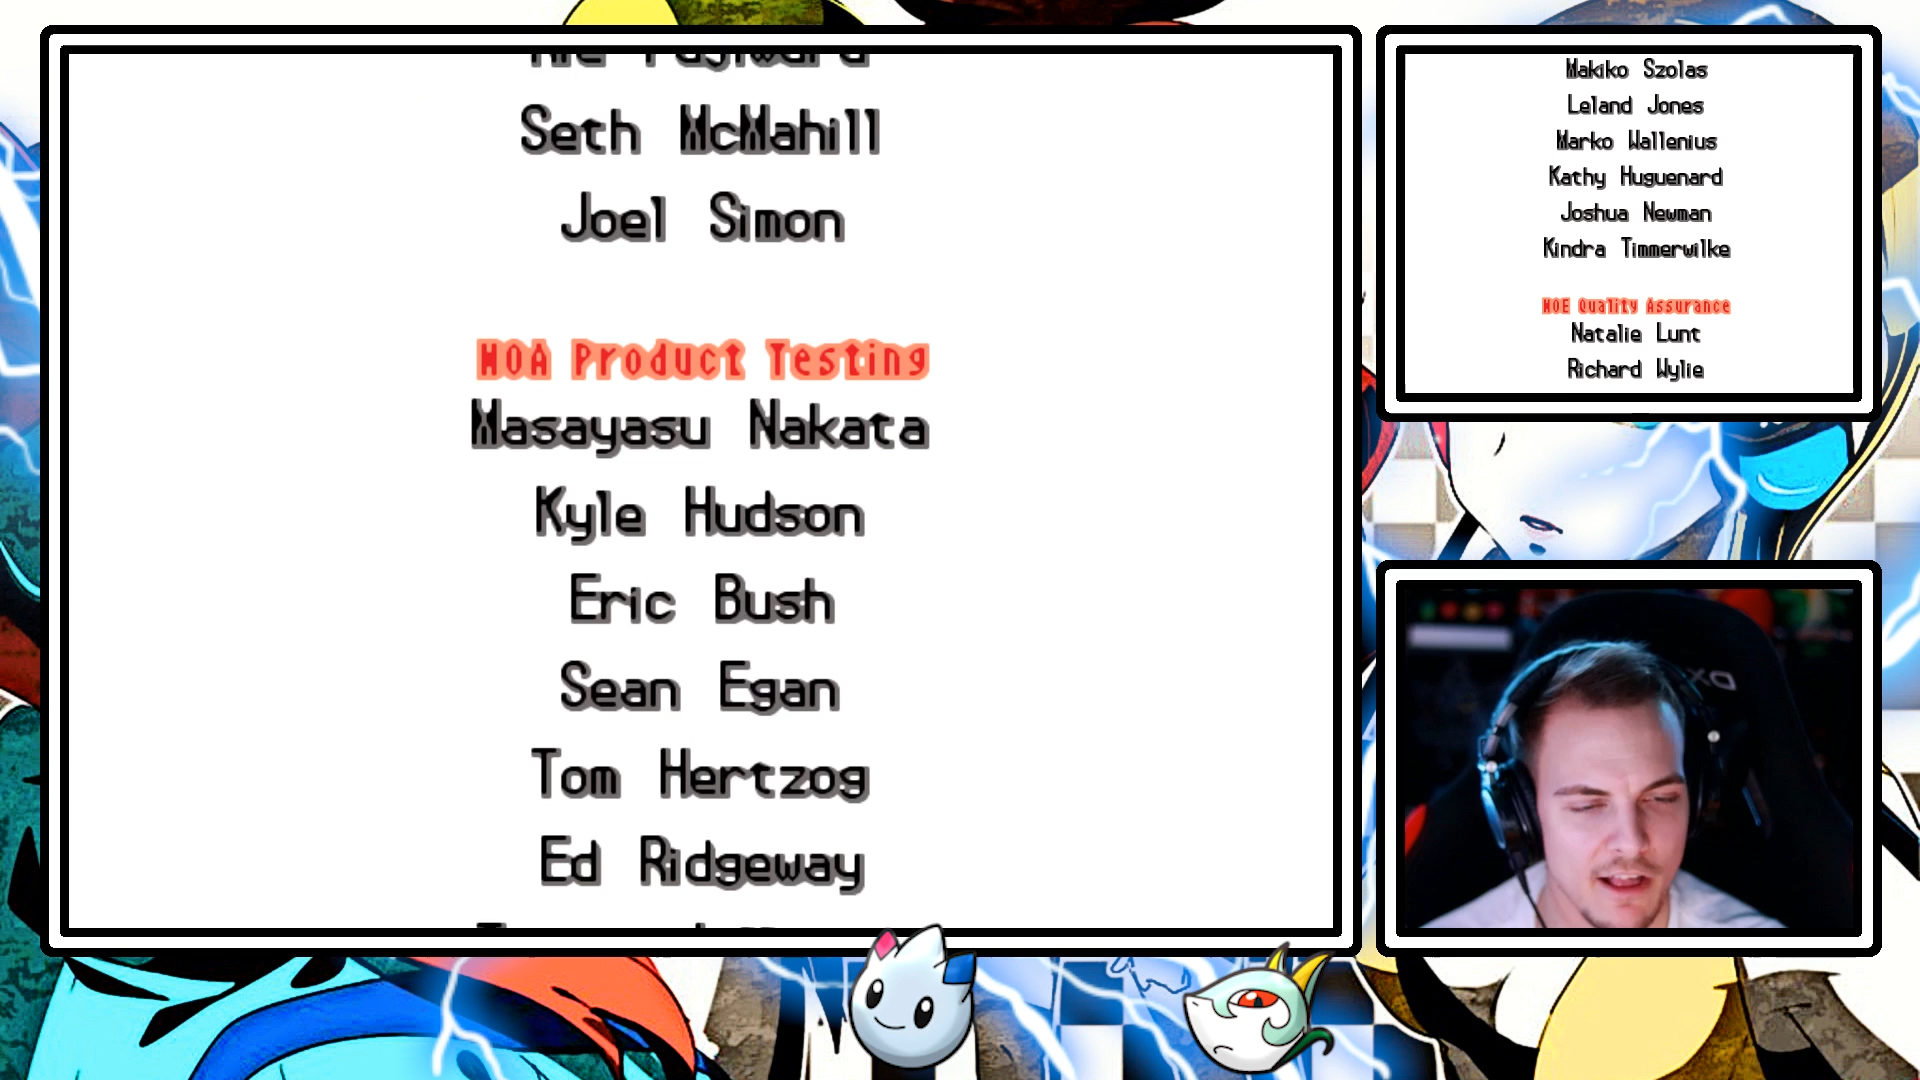 Seth McMahill
Joel Simon
NOA Product Testing
Masayasu Nakata
Kyle Hudson
Eric Bush
Sean Egan
Tom Hertzog
Ed Ridgeway
Makiko Szolas
Leland Jones
Marko Wallenius
Kathy Huguenard
Joshua Newman
Kindra Timmerwilke
NOE Quality Assurance
Natalie Lunt
Richard Wylie